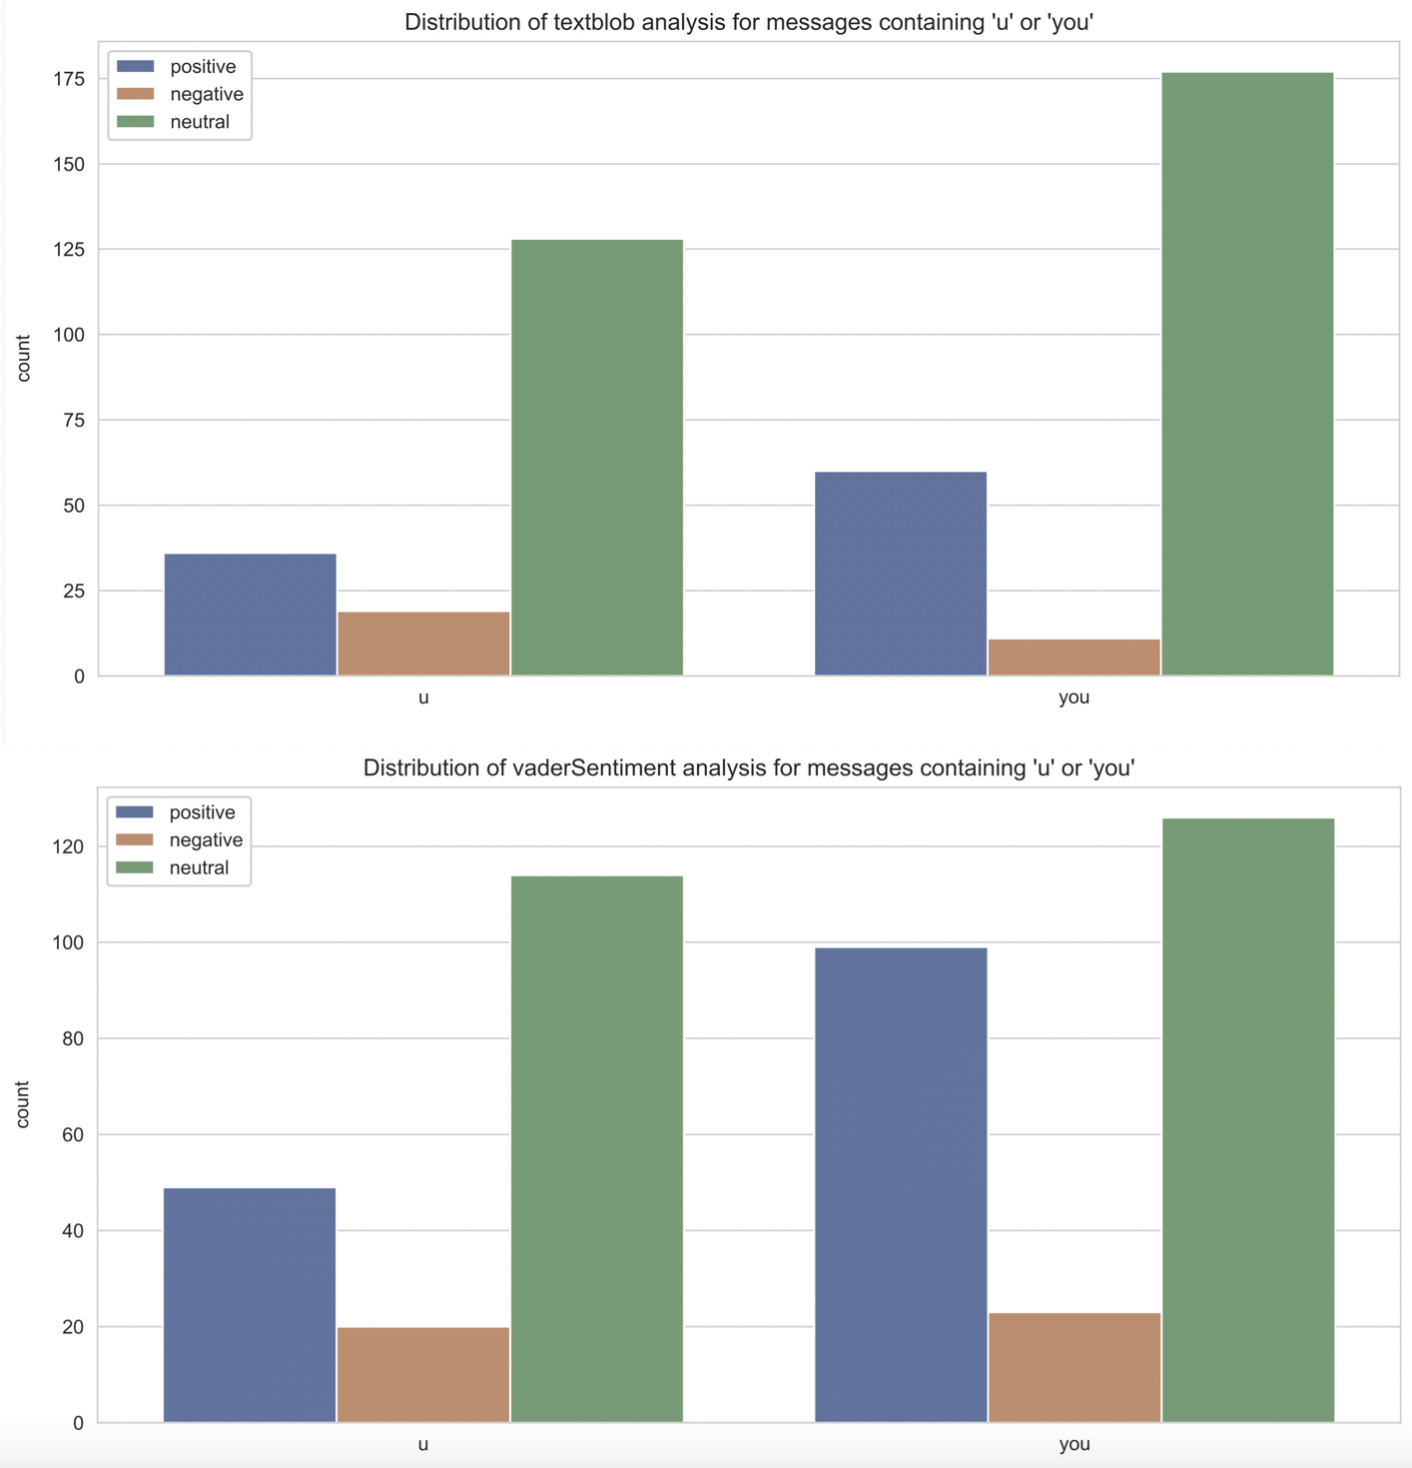 Distribution of textblob analysis for messages containing 'u' or 'you'
positive
negative
neutral
175
150
125
100
75
50
25
0
count
u
you
Distribution of vaderSentiment analysis for messages containing 'u' or 'you'
positive
negative
neutral
120
100
80
60
40
20
0
count
u
you